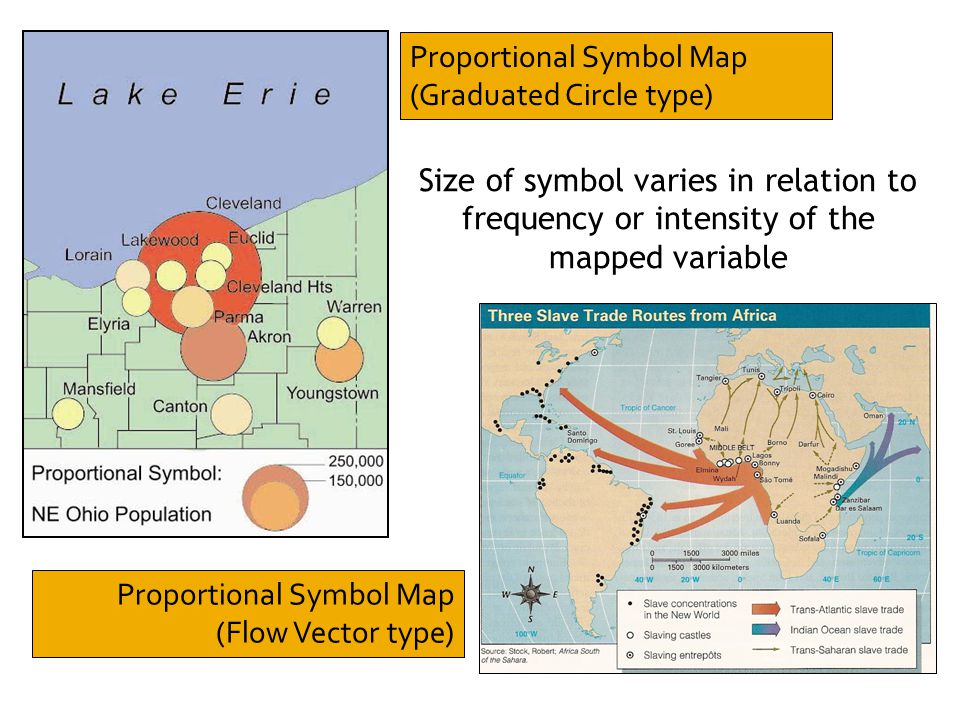 Proportional Symbol Map
(Graduated Circle type)
Size of symbol varies in relation to
frequency or intensity of the
mapped variable
Lake Erie
Cleveland
Lakewood
Euclid
Lorain
Cleveland Hts
Warren
Elyria
Parma
Akron
Mansfield
Canton
Youngstown
Proportional Symbol:
250,000
150,000
NE Ohio Population
Proportional Symbol Map
(Flow Vector type)
Three Slave Trade Routes from Africa
Tangier
Tunis
Tripoli
Cairo
Oman
Tropic of Cancer
20°N
St. Louis
Mali
Goree
Santo
Domingo
MIDDLE BELT
Borno
Darfur
Lagos
Bonny
Elmina
Wydah
São Tomé
Mogadishu
Malindi
Equator
0°
Zanzibar
Dar es Salaam
Luanda
Sofala
20°S
Tropic of Capricorn
0 1500 3000 miles
0 1500 3000 kilometers
40°W
20°W
0°
40°E
60°E
N
W
E
S
100°W
Slave concentrations
in the New World
Slaving castles
Slaving entrepôts
Trans-Atlantic slave trade
Indian Ocean slave trade
Trans-Saharan slave trade
Source: Stock, Robert; Africa South
of the Sahara.